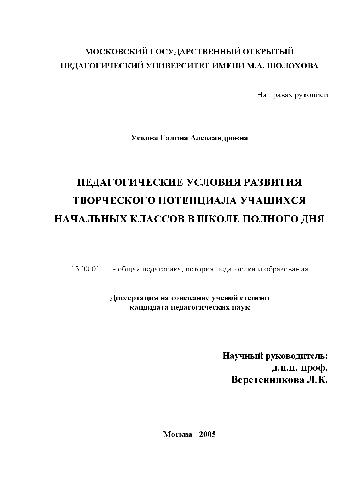 МОСКОВСКИЙ ГОСУДАРСТВЕННЫЙ ОТКРЫТЫЙ
ПЕДАГОГИЧЕСКИЙ УНИВЕРСИТЕТ ИМЕНИ М.А. ШОЛОХОВА
На правах рукописи
Галина Александровна
ПЕДАГОГИЧЕСКИЕ УСЛОВИЯ РАЗВИТИЯ
ТВОРЧЕСКОГО ПОТЕНЦИАЛА УЧАЩИХСЯ
НАЧАЛЬНЫХ КЛАССОВ В ШКОЛЕ ПОЛНОГО ДНЯ
13.00.01 - общая педагогика, история педагогики и образования
Диссертация на соискание ученой степени
кандидата педагогических наук
Научный руководитель:
д.п.н. проф.
Веретенникова Л.К.
Москва - 2005